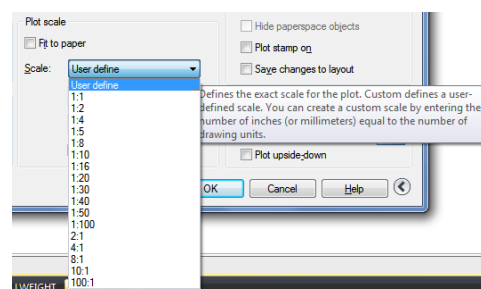 Plot scale
Fit to paper
Scale:
User define
User define
1:1
1:2
1:4
1:5
1:8
1:10
1:16
1:20
1:30
1:40
1:50
1:100
2:1
4:1
8:1
10:1
100:1
Hide paperspace objects
Plot stamp on
Save changes to layout
Defines the exact scale for the plot. Custom defines a user-
defined scale. You can create a custom scale by entering the
number of inches (or millimeters) equal to the number of
drawing units.
Plot upside-down
OK
Cancel
Help
LWEIGHT